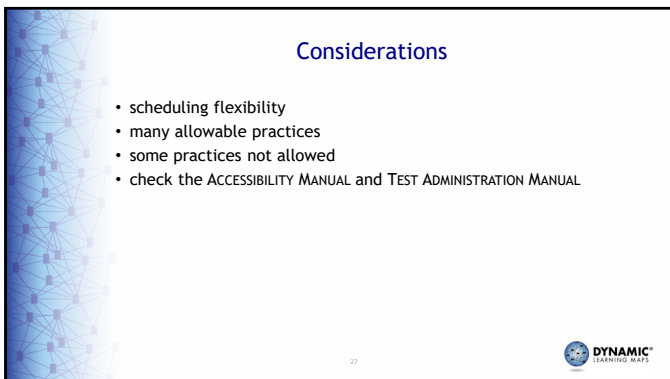 Considerations
• scheduling flexibility
• many allowable practices
• some practices not allowed
• check the ACCESSIBILITY MANUAL and TEST ADMINISTRATION MANUAL
27
DYNAMIC®
LEARNING MAPS